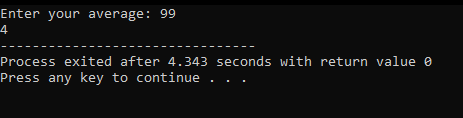 Enter your average: 99
4
--------------------------------
Process exited after 4.343 seconds with return value 0
Press any key to continue . . .